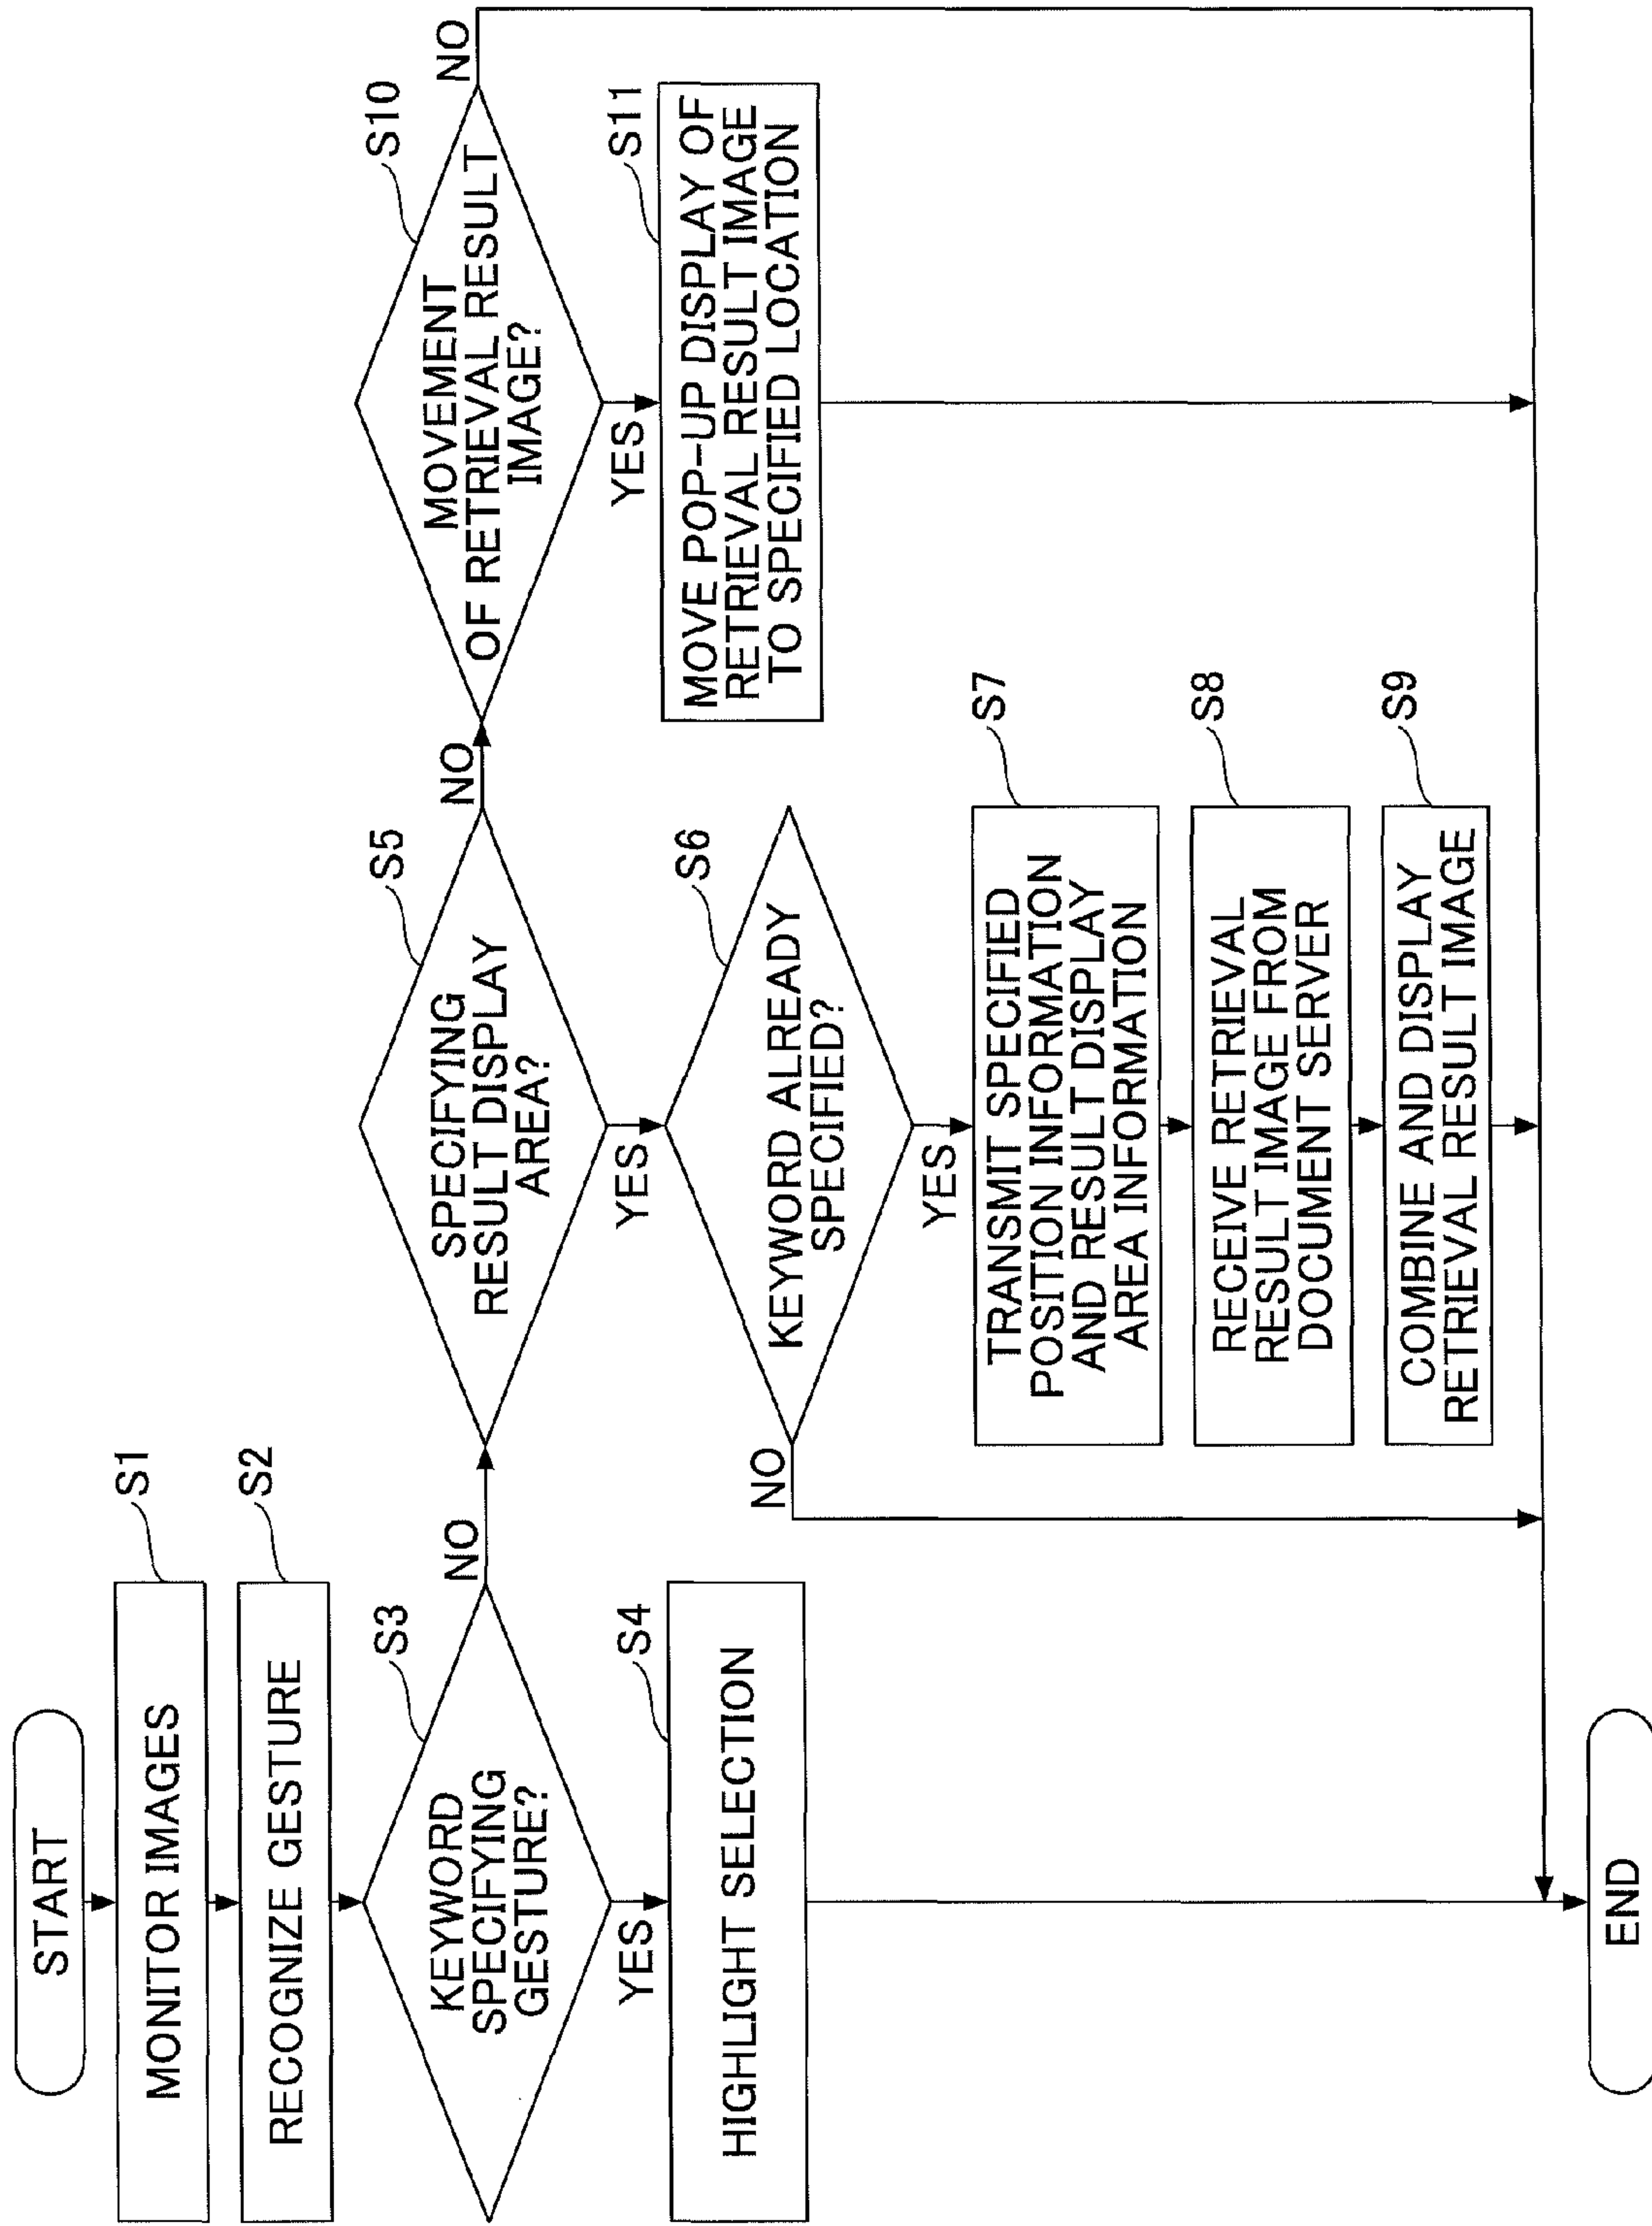 START
MONITOR IMAGES
S1
RECOGNIZE GESTURE
S2
KEYWORD
SPECIFYING
GESTURE?
S3
NO
YES
HIGHLIGHT SELECTION
S4
SPECIFYING
RESULT DISPLAY
AREA?
S5
NO
YES
KEYWORD ALREADY
SPECIFIED?
S6
NO
YES
TRANSMIT SPECIFIED
POSITION INFORMATION
AND RESULT DISPLAY
AREA INFORMATION
S7
RECEIVE RETRIEVAL
RESULT IMAGE FROM
DOCUMENT SERVER
S8
COMBINE AND DISPLAY
RETRIEVAL RESULT IMAGE
S9
MOVEMENT
OF RETRIEVAL RESULT
IMAGE?
S10
NO
YES
MOVE POP-UP DISPLAY OF
RETRIEVAL RESULT IMAGE
TO SPECIFIED LOCATION
S11
END